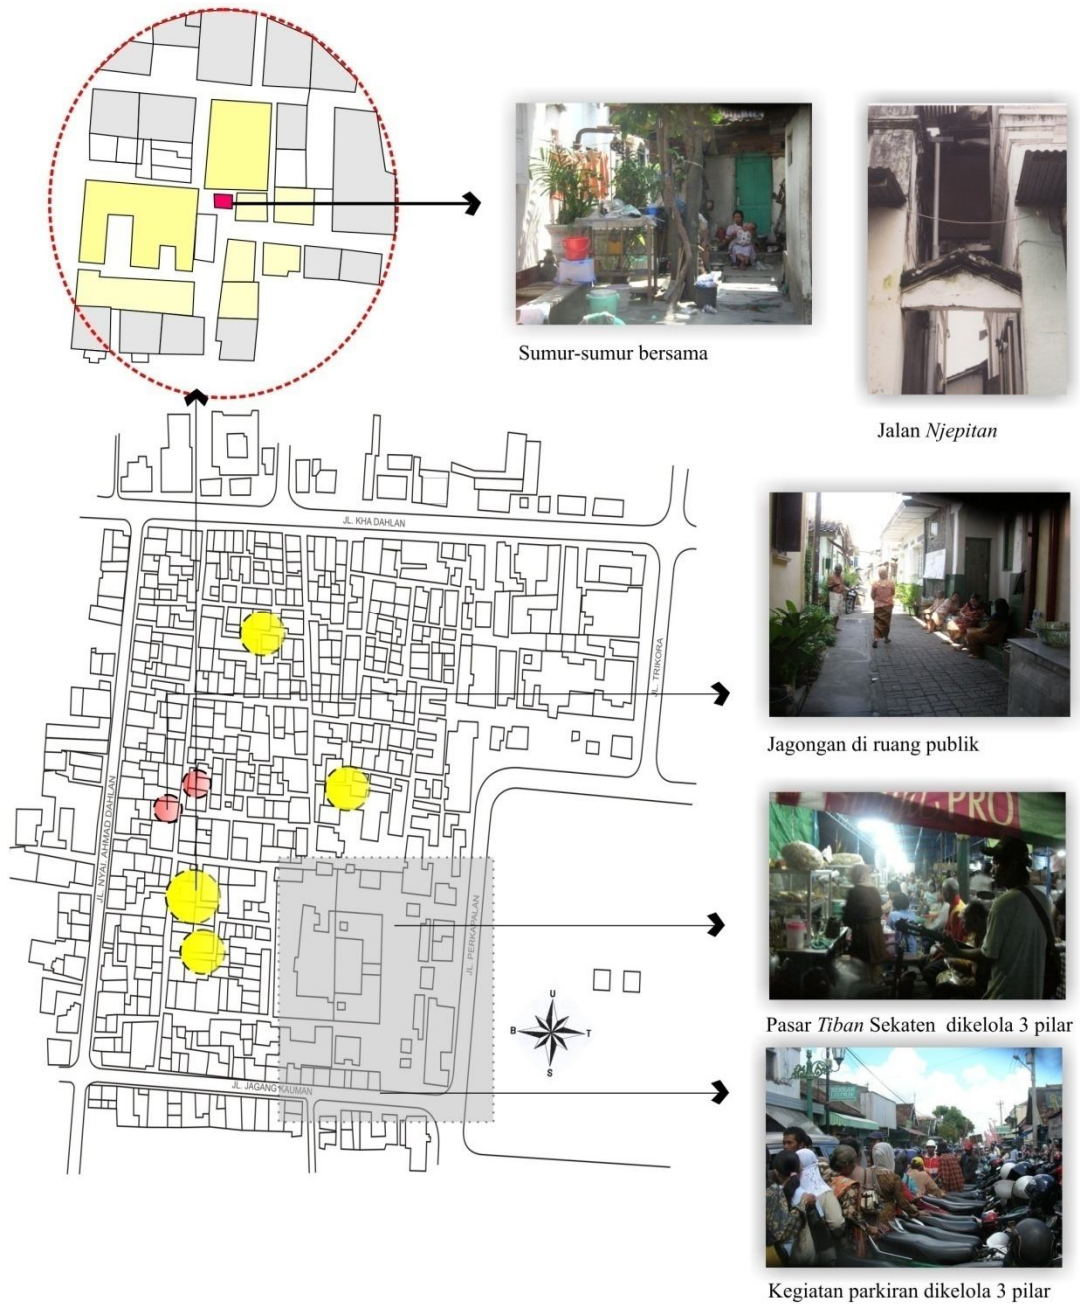 Sumur-sumur bersama
Jalan Njepitan
JL. KHA DAHLAN
JL. TRIKORA
Jagongan di ruang publik
JL. NYAI AHMAD DAHLAN
JL. PERKAPALAN
PRO
Pasar Tiban Sekaten dikelola 3 pilar
U
B
T
S
JL. JAGANG KAUMAN
Kegiatan parkiran dikelola 3 pilar